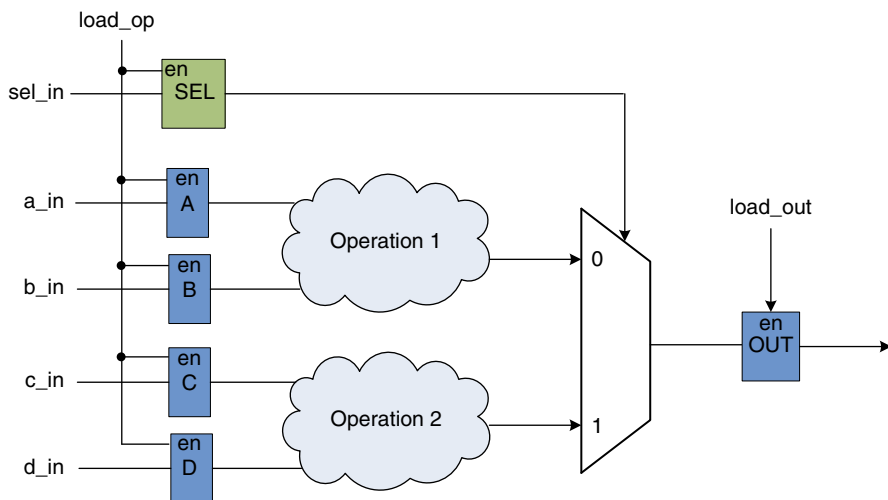 load_op
en
sel_in
SEL
en
a_in
A
Operation 1
load_out
en
b_in
B
0
en
OUT
en
c_in
C
Operation 2
1
en
d_in
D